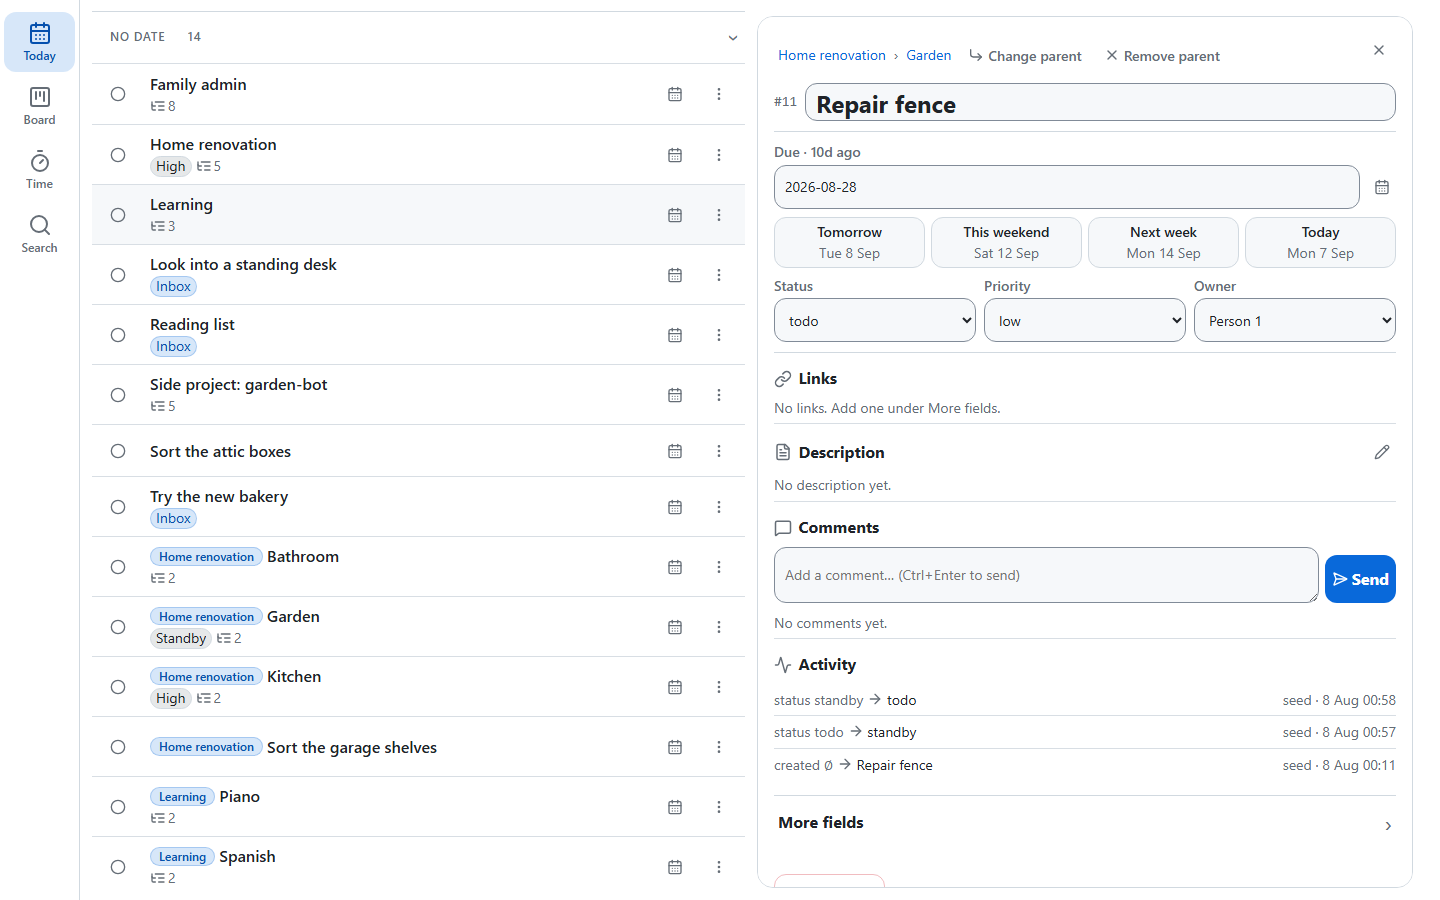 Today
Board
Time
Search
NO DATE 14
Family admin
8
Home renovation
High 5
Learning
3
Look into a standing desk
Inbox
Reading list
Inbox
Side project: garden-bot
5
Sort the attic boxes
Try the new bakery
Inbox
Home renovation Bathroom
2
Home renovation Garden
Standby 2
Home renovation Kitchen
High 2
Home renovation Sort the garage shelves
Learning Piano
2
Learning Spanish
2
Home renovation › Garden Change parent Remove parent
#11 Repair fence
Due · 10d ago
2026-08-28
Tomorrow
Tue 8 Sep
This weekend
Sat 12 Sep
Next week
Mon 14 Sep
Today
Mon 7 Sep
Status Priority Owner
todo low Person 1
Links
No links. Add one under More fields.
Description
No description yet.
Comments
Add a comment... (Ctrl+Enter to send)
Send
No comments yet.
Activity
status standby → todo seed · 8 Aug 00:58
status todo → standby seed · 8 Aug 00:57
created ∅ → Repair fence seed · 8 Aug 00:11
More fields